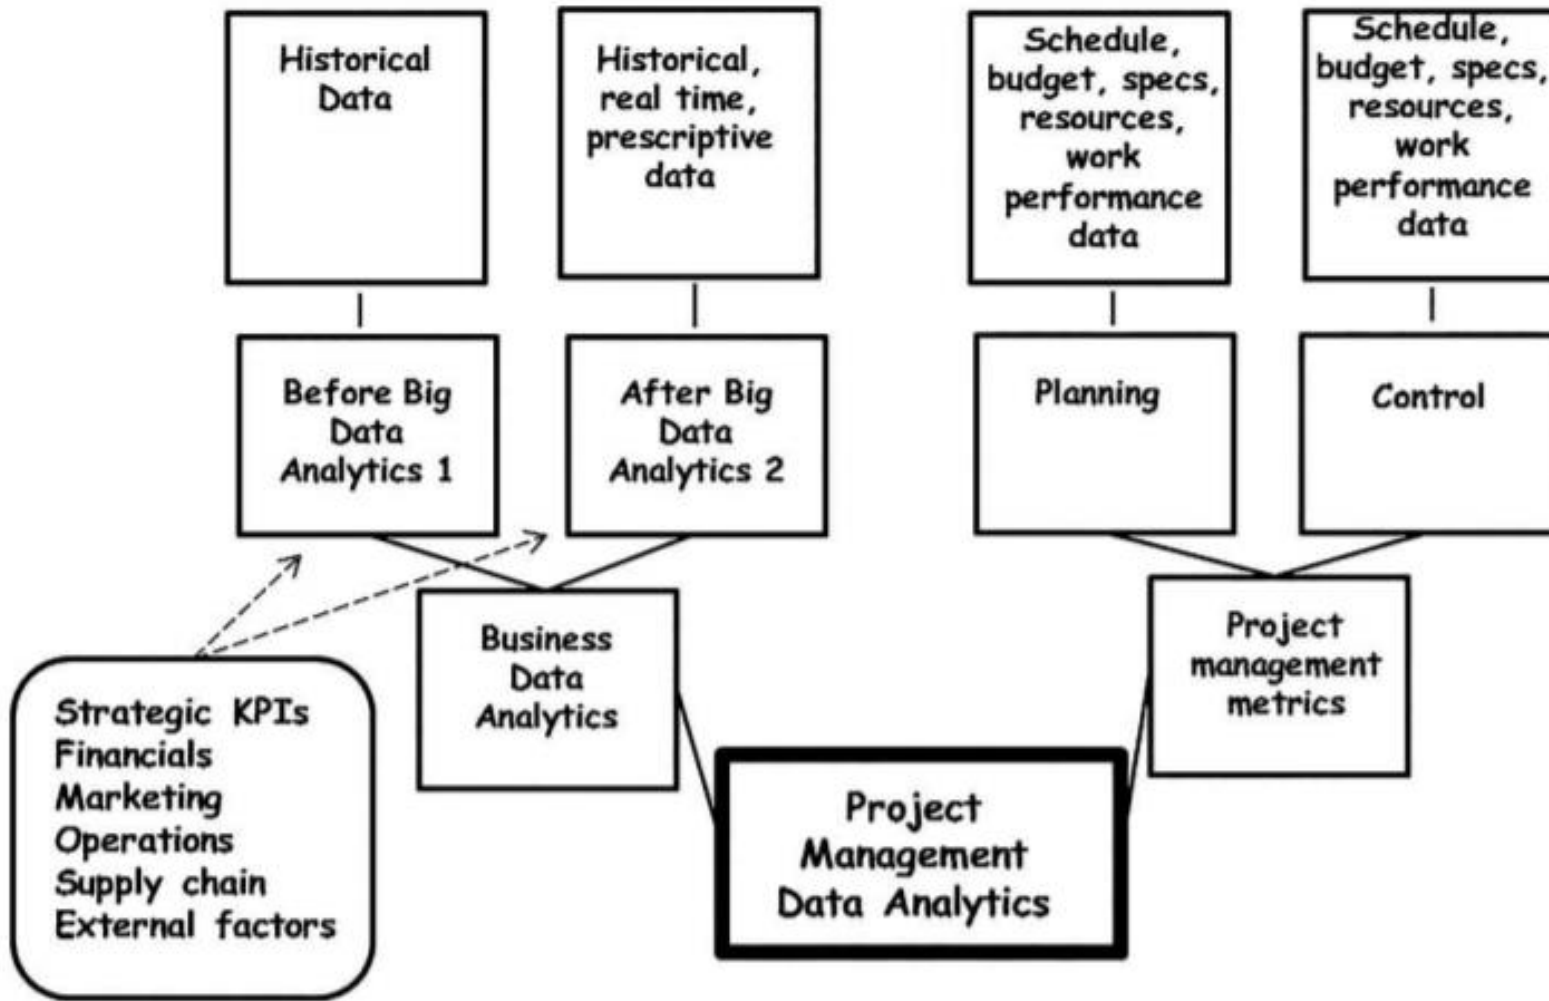 Historical
Data
Historical,
real time,
prescriptive
data
Schedule,
budget, specs,
resources,
work
performance
data
Schedule,
budget, specs,
resources,
work
performance
data
Before Big
Data
Analytics 1
After Big
Data
Analytics 2
Planning
Control
Business
Data
Analytics
Project
management
metrics
Strategic KPIs
Financials
Marketing
Operations
Supply chain
External factors
Project
Management
Data Analytics